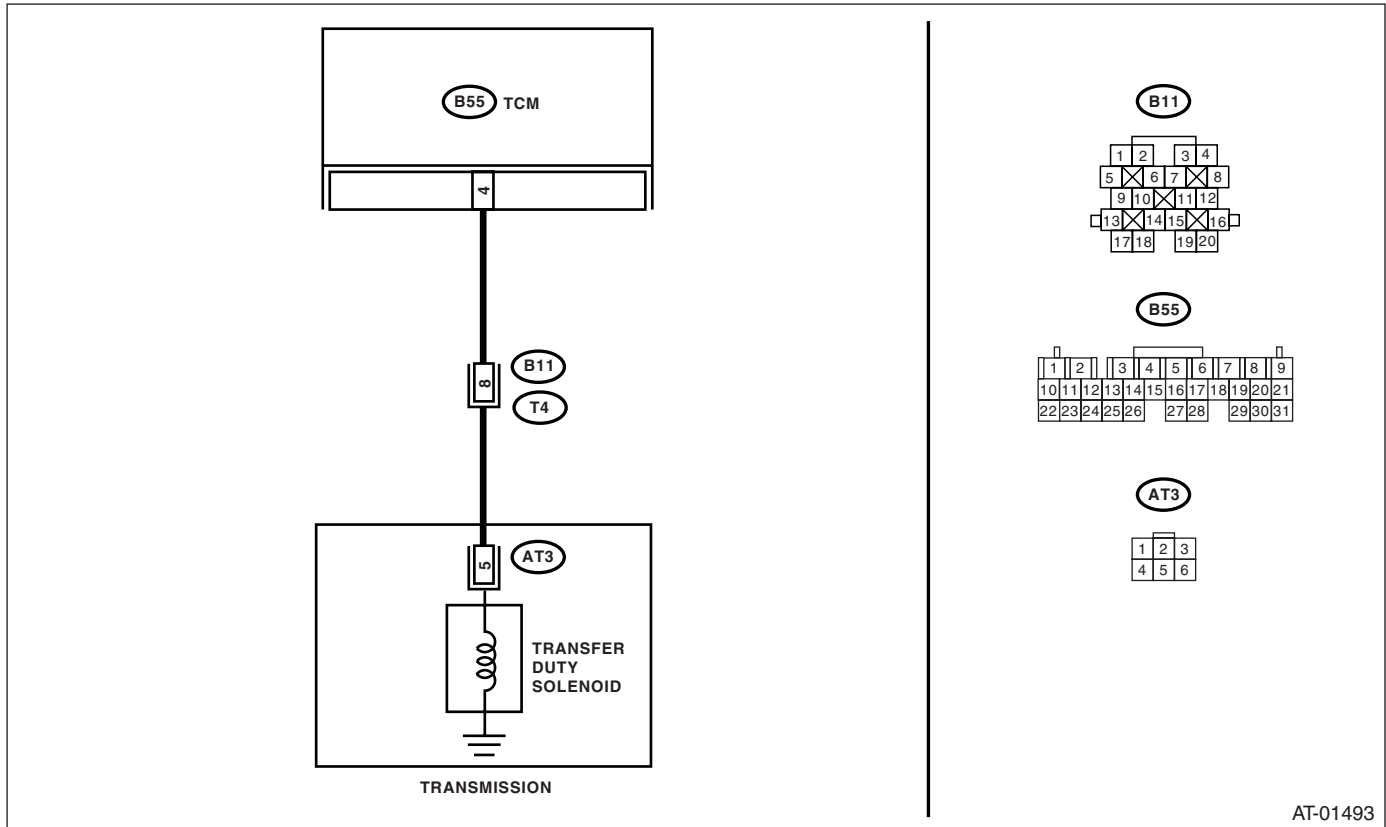 B55 TCM
4
8
B11
T4
5
AT3
TRANSFER
DUTY
SOLENOID
TRANSMISSION
B11
1 2 3 4
5 6 7 8
9 10 11 12
13 14 15 16
17 18 19 20
B55
1 2 3 4 5 6 7 8 9
10 11 12 13 14 15 16 17 18 19 20 21
22 23 24 25 26 27 28 29 30 31
AT3
1 2 3
4 5 6
AT-01493